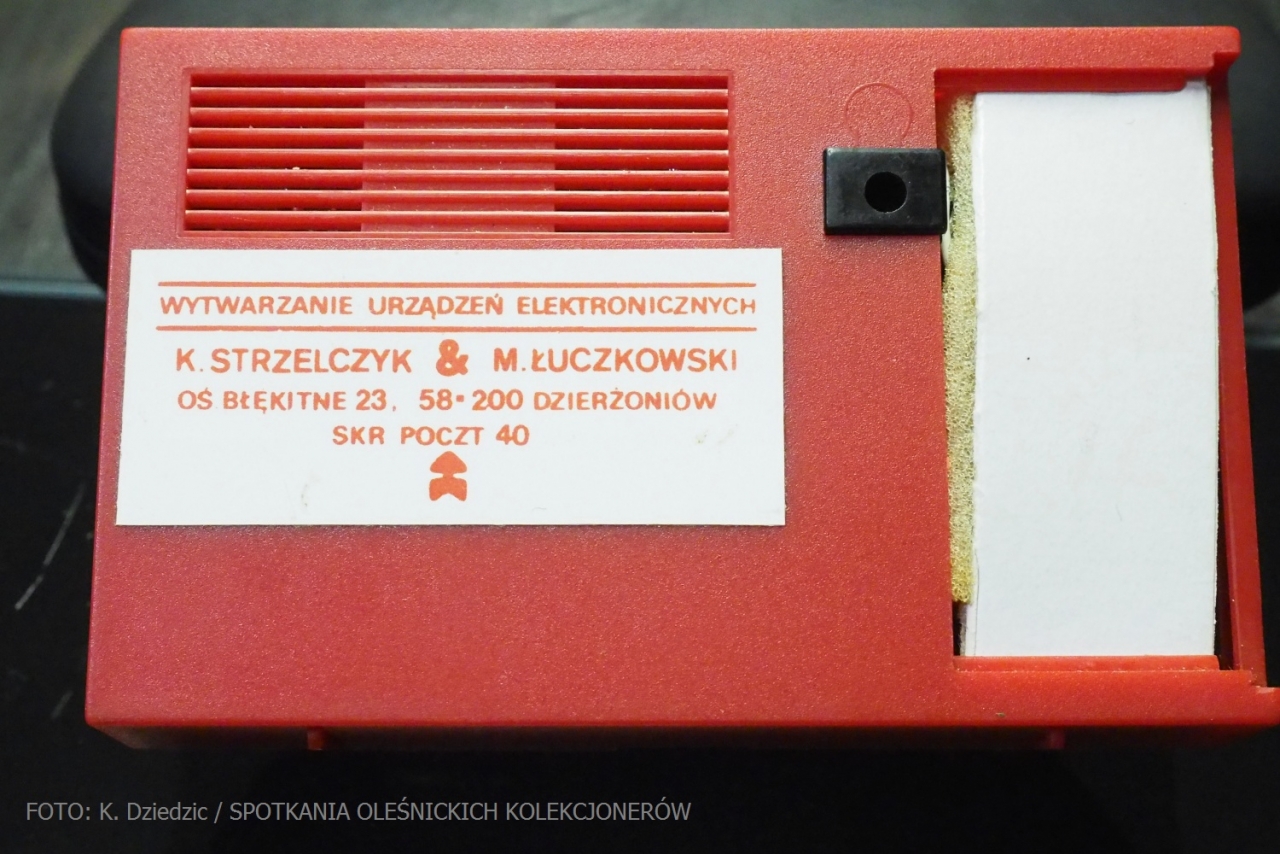 WYTWARZANIE URZĄDZEŃ ELEKTRONICZNYCH
K. STRZELCZYK & M. ŁUCZKOWSKI
OŚ BŁĘKITNE 23, 58-200 DZIERŻONIÓW
SKR POCZT 40
FOTO: K. Dziedzic / SPOTKANIA OLEŚNICKICH KOLEKCJONERÓW